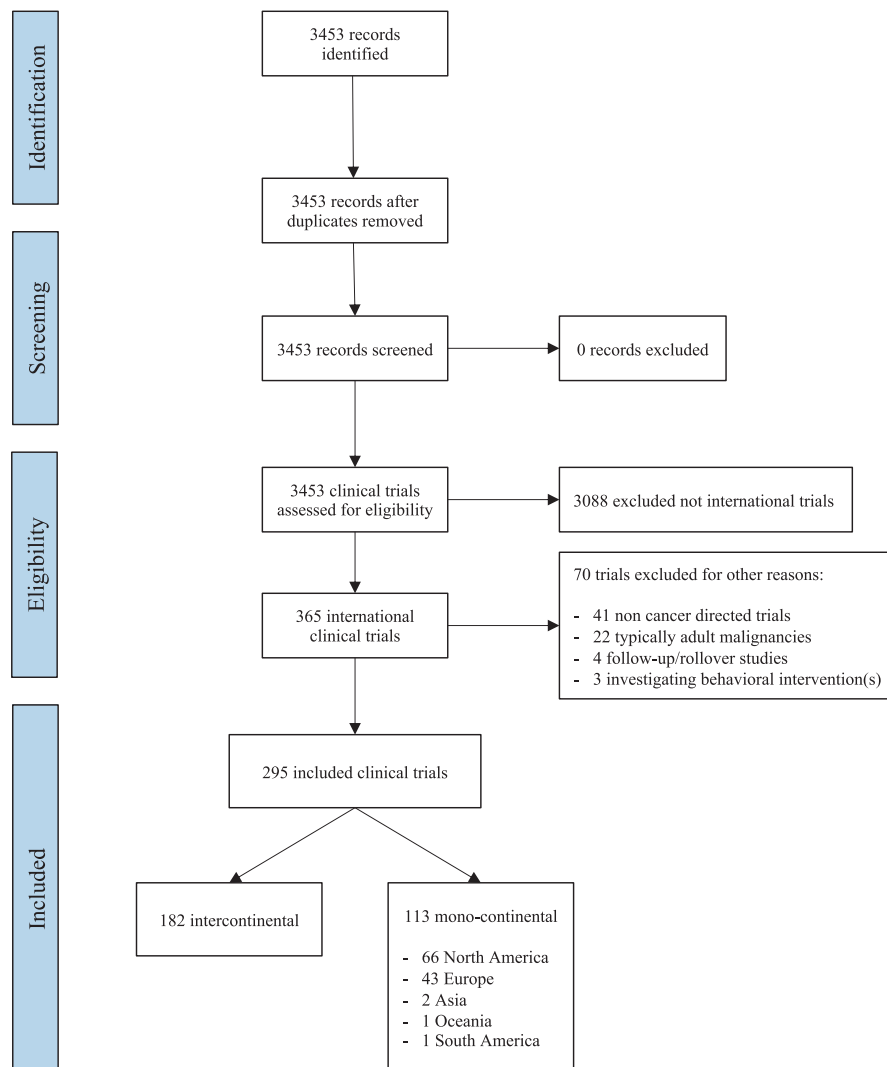 Identification
3453 records
identified
3453 records after
duplicates removed
Screening
3453 records screened
0 records excluded
Eligibility
3453 clinical trials
assessed for eligibility
3088 excluded not international trials
365 international
clinical trials
70 trials excluded for other reasons:
- 41 non cancer directed trials
- 22 typically adult malignancies
- 4 follow-up/rollover studies
- 3 investigating behavioral intervention(s)
Included
295 included clinical trials
182 intercontinental
113 mono-continental
- 66 North America
- 43 Europe
- 2 Asia
- 1 Oceania
- 1 South America